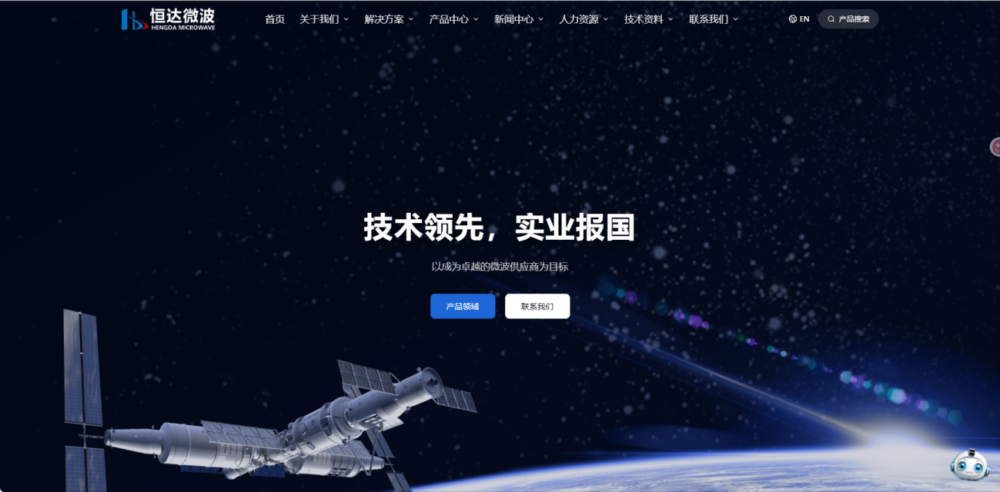 恒达微波
HENGDA MICROWAVE
首页 关于我们 解决方案 产品中心 新闻中心 人力资源 技术资料 联系我们 EN 产品搜索
技术领先，实业报国
以成为卓越的微波供应商为目标
产品领域 联系我们